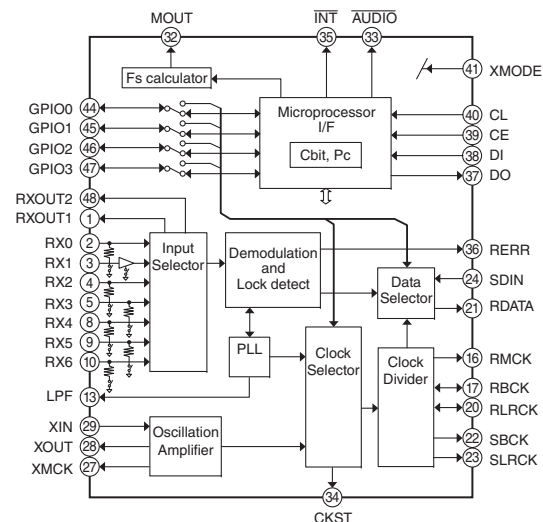 MOUT
INT
AUDIO
32
35
33
Fs calculator
41
XMODE
GPIO0
44
GPIO1
45
GPIO2
46
GPIO3
47
Microprocessor
I/F
Cbit, Pc
40
CL
39
CE
38
DI
37
DO
RXOUT2
48
RXOUT1
1
RX0
2
RX1
3
RX2
4
RX3
5
RX4
8
RX5
9
RX6
10
LPF
13
Input
Selector
Demodulation
and
Lock detect
PLL
Clock
Selector
Data
Selector
Clock
Divider
36
RERR
24
SDIN
21
RDATA
16
RMCK
17
RBCK
20
RLRCK
22
SBCK
23
SLRCK
XIN
29
XOUT
28
XMCK
27
Oscillation
Amplifier
34
CKST